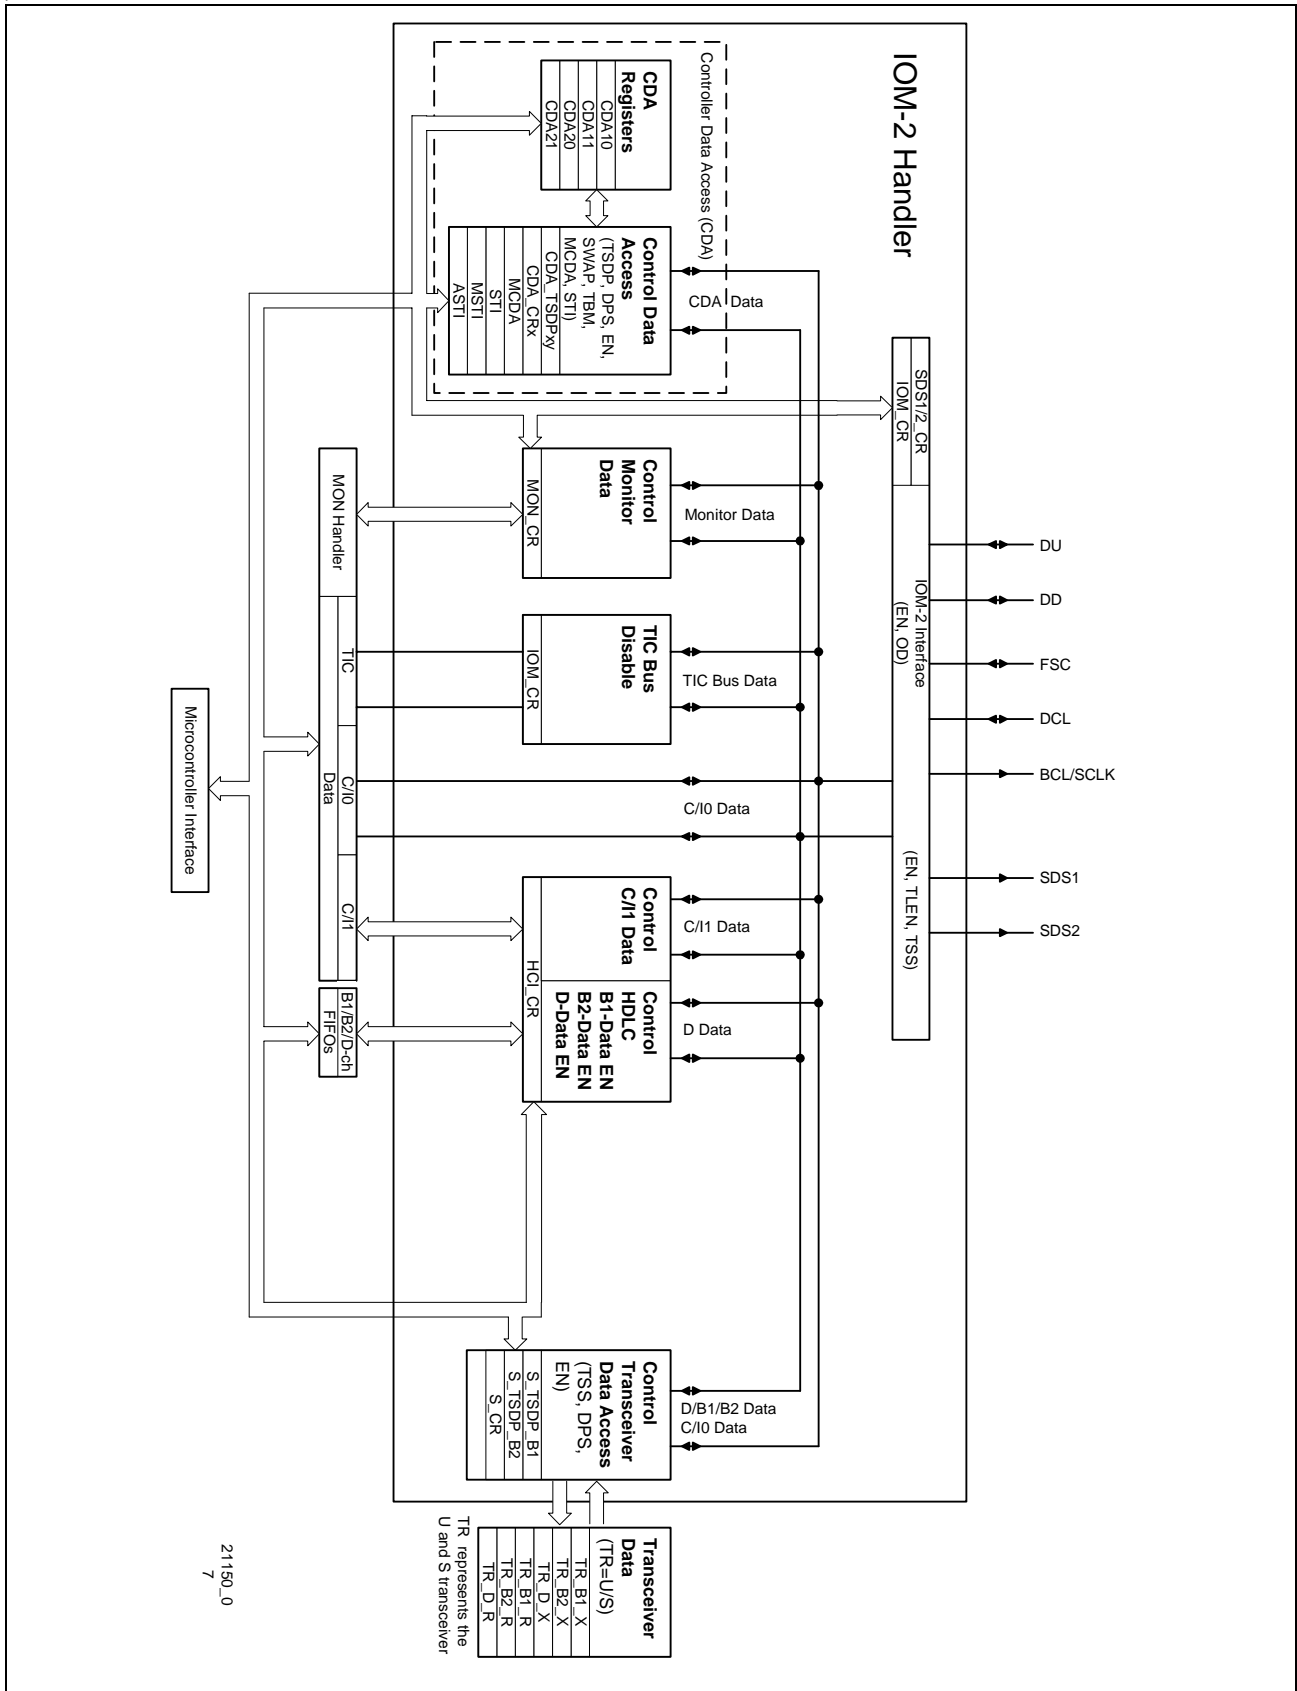 IOM-2 Handler
Controller Data Access (CDA)
CDA
Registers
CDA10
CDA11
CDA20
CDA21
Control Data
Access
(TSDP, DPS, EN,
SWAP, TBM,
MCDA, STI)
CDA_TSDPxy
CDA_CRx
MCDA
STI
MSTI
ASTI
CDA Data
SDS1/2_CR
IOM_CR
IOM-2 Interface
(EN, OD)
(EN, TLEN, TSS)
DU
DD
FSC
DCL
BCL/SCLK
SDS1
SDS2
Control
Monitor
Data
MON_CR
Monitor Data
TIC Bus
Disable
IOM_CR
TIC Bus Data
C/I0 Data
Control
C/I1 Data
C/I1 Data
Control
HDLC
B1-Data EN
B2-Data EN
D-Data EN
HCI_CR
D Data
Control
Transceiver
Data Access
(TSS, DPS,
EN)
S_TSDP_B1
S_TSDP_B2
S_CR
D/B1/B2 Data
C/I0 Data
Transceiver
Data
(TR=U/S)
TR_B1_X
TR_B2_X
TR_D_X
TR_B1_R
TR_B2_R
TR_D_R
TR represents the
U and S transceiver
MON Handler
TIC
C/I0
C/I1
Data
B1/B2/D-ch
FIFOs
Microcontroller Interface
21150_0
7